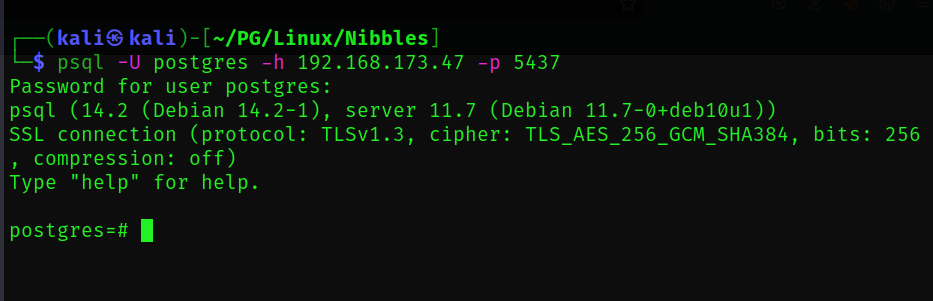 ┌──(kali㉿kali)-[~/PG/Linux/Nibbles]
└─$ psql -U postgres -h 192.168.173.47 -p 5437
Password for user postgres:
psql (14.2 (Debian 14.2-1), server 11.7 (Debian 11.7-0+deb10u1))
SSL connection (protocol: TLSv1.3, cipher: TLS_AES_256_GCM_SHA384, bits: 256
, compression: off)
Type "help" for help.
postgres=#